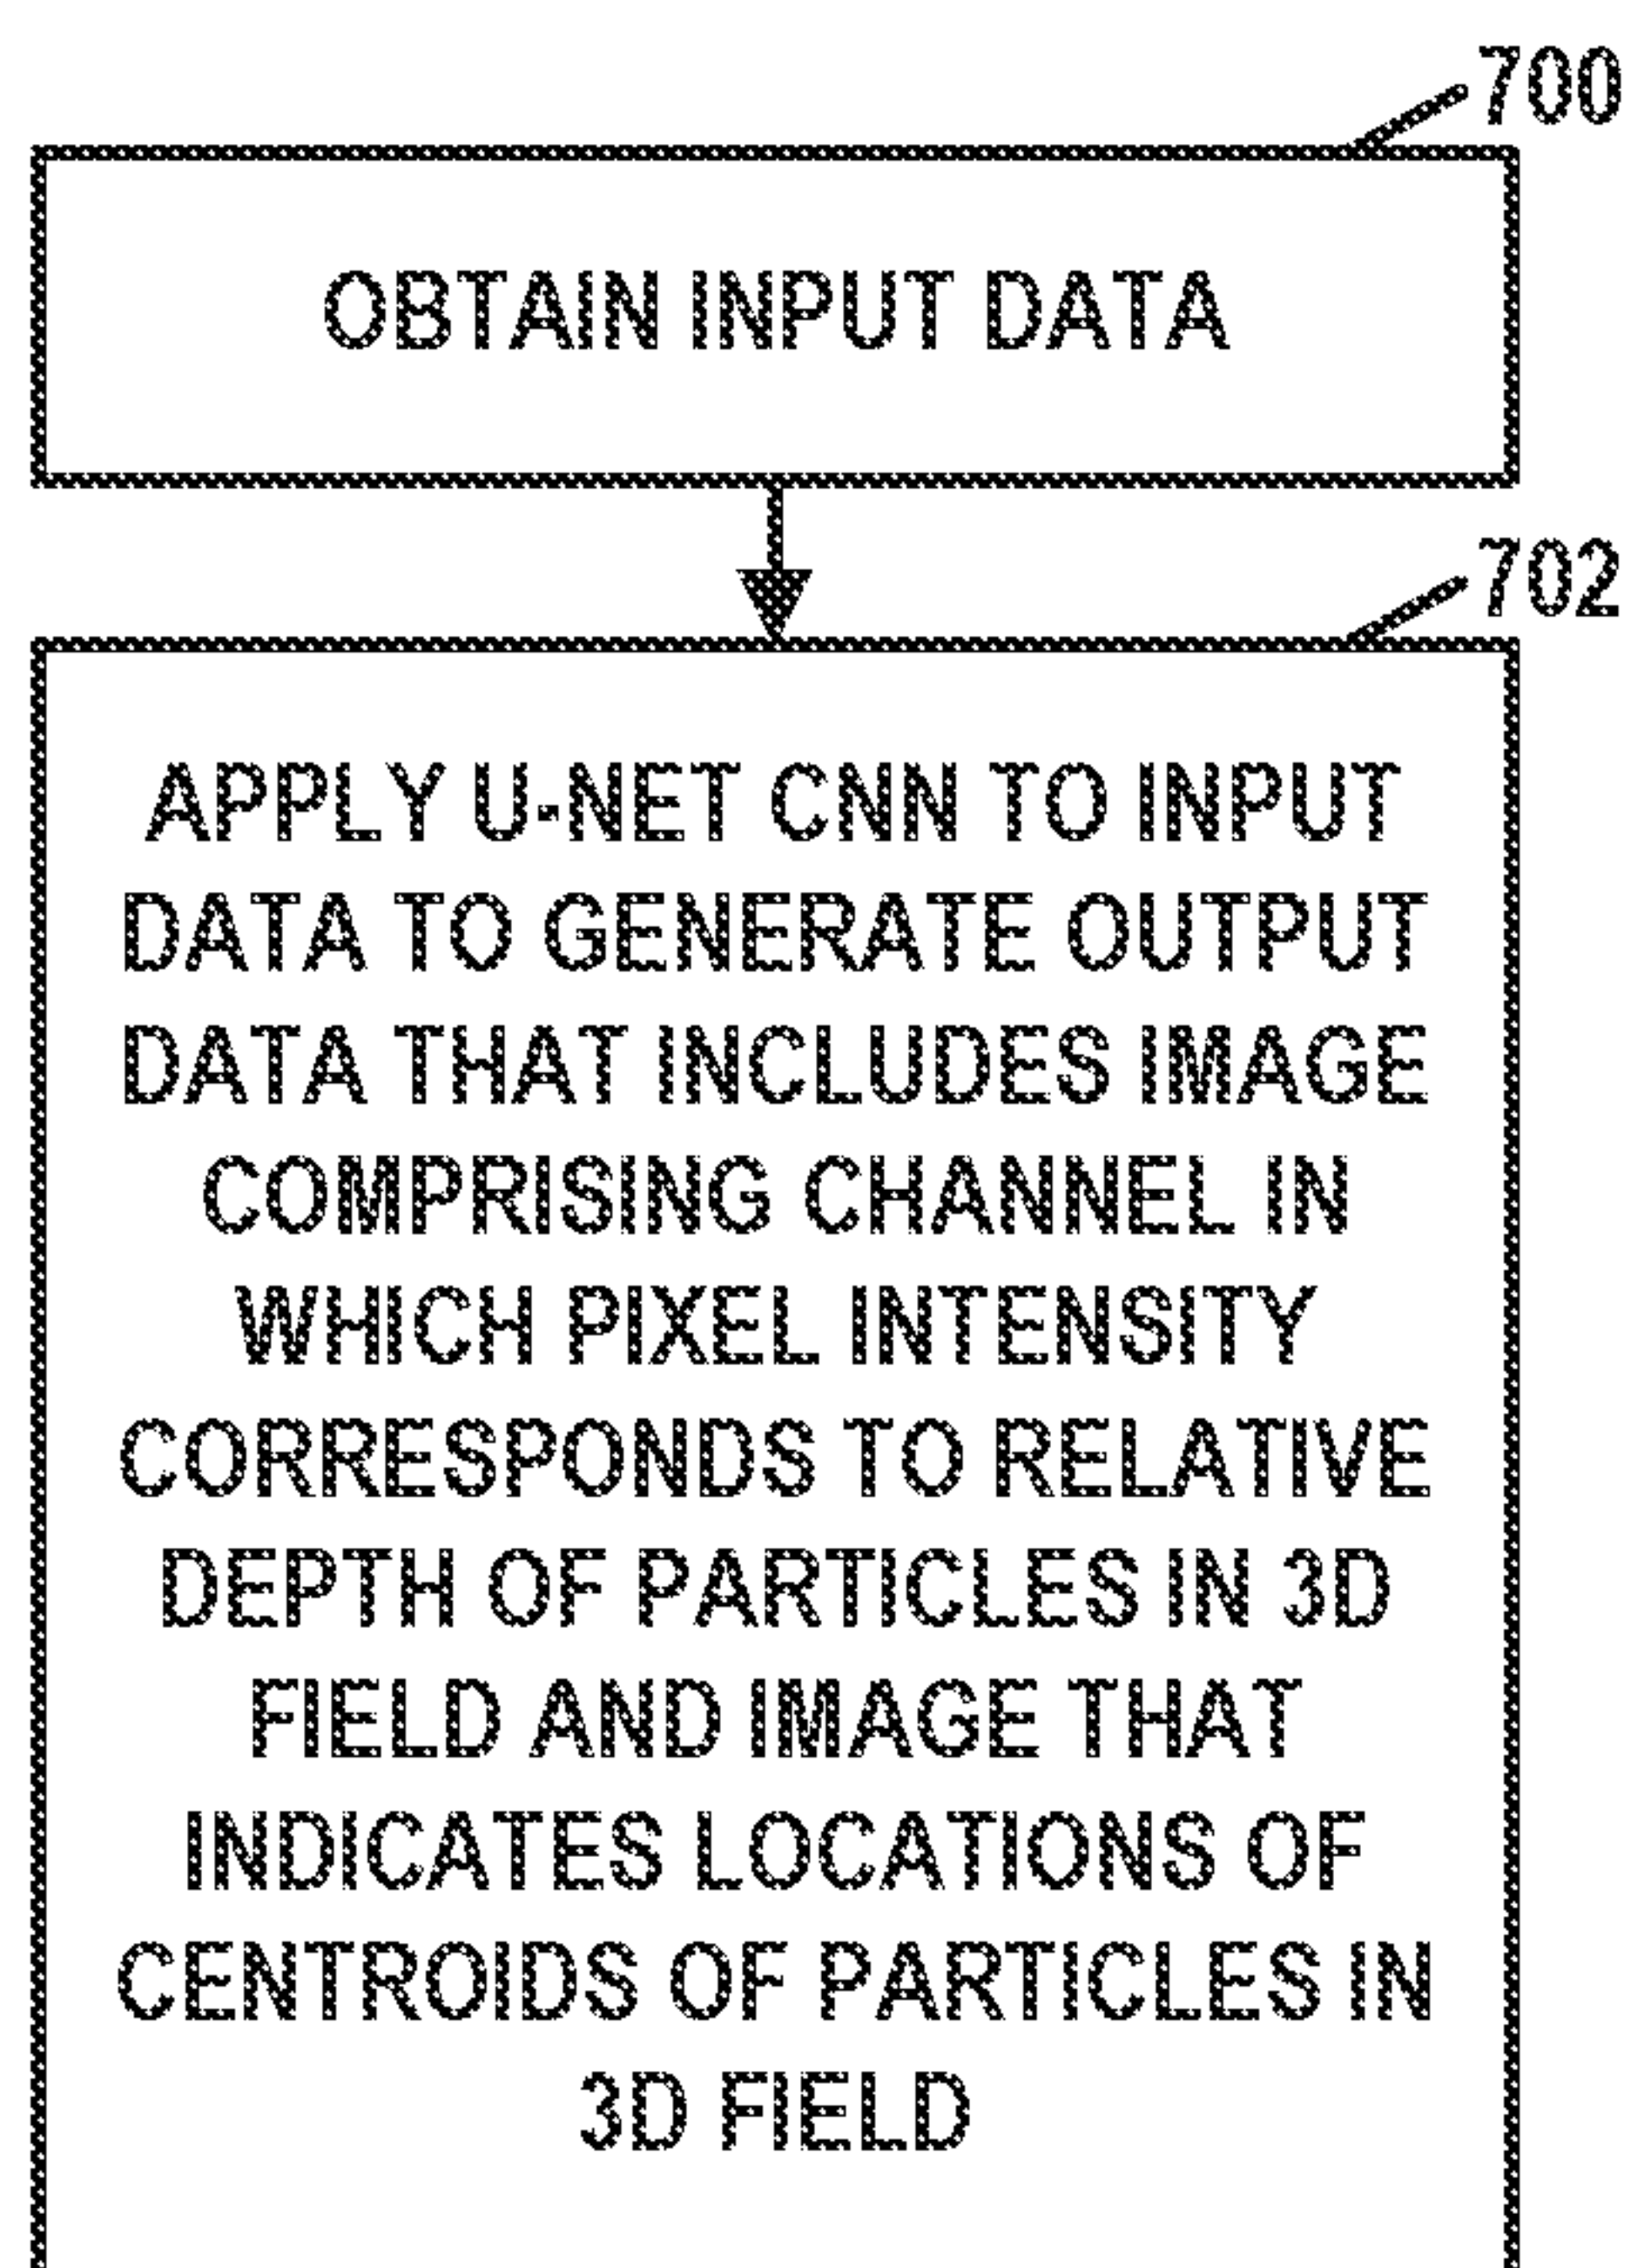 700
OBTAIN INPUT DATA
702
APPLY U-NET CNN TO INPUT
DATA TO GENERATE OUTPUT
DATA THAT INCLUDES IMAGE
COMPRISING CHANNEL IN
WHICH PIXEL INTENSITY
CORRESPONDS TO RELATIVE
DEPTH OF PARTICLES IN 3D
FIELD AND IMAGE THAT
INDICATES LOCATIONS OF
CENTROIDS OF PARTICLES IN
3D FIELD